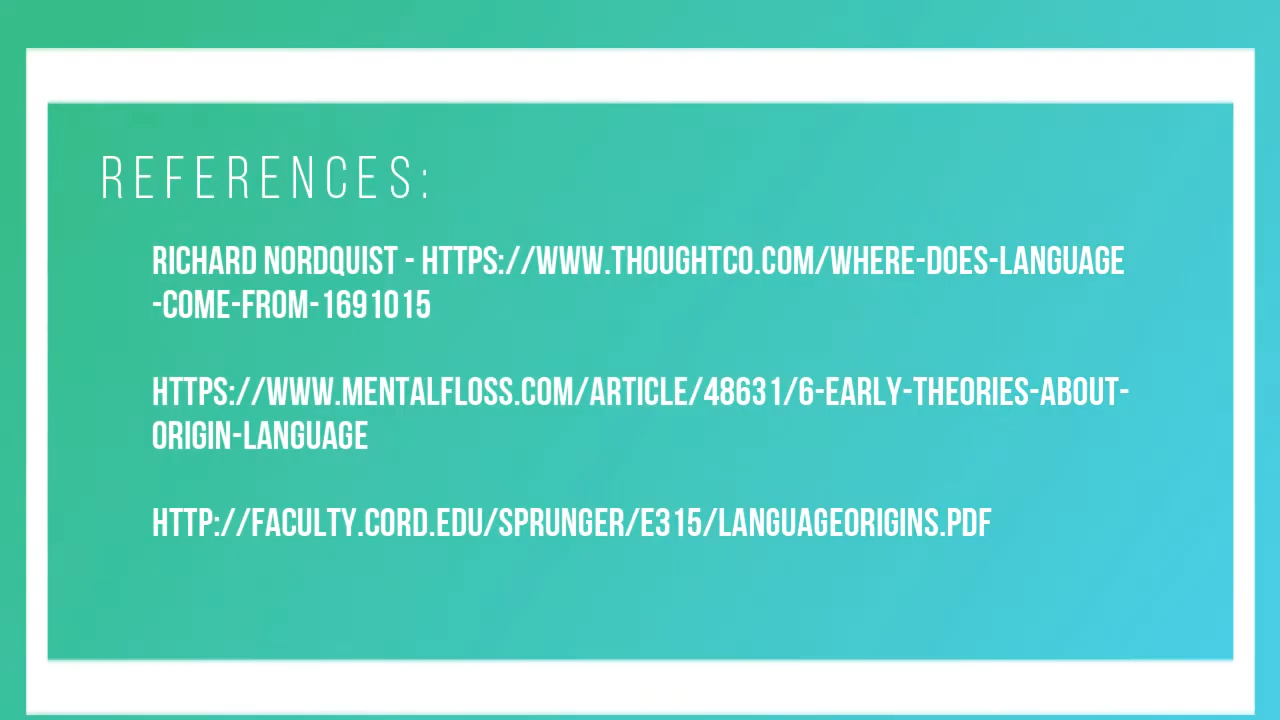 REFERENCES:
RICHARD NORDQUIST - HTTPS://WWW.THOUGHTCO.COM/WHERE-DOES-LANGUAGE
-COME-FROM-1691015
HTTPS://WWW.MENTALFLOSS.COM/ARTICLE/48631/6-EARLY-THEORIES-ABOUT-
ORIGIN-LANGUAGE
HTTP://FACULTY.CORD.EDU/SPRUNGER/E315/LANGUAGEORIGINS.PDF